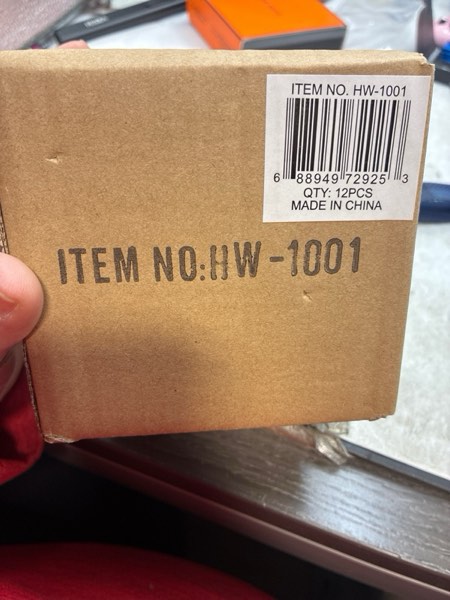 ITEM NO. HW-1001
6 88949 72925 3
QTY: 12PCS
MADE IN CHINA
ITEM NO:HW-1001